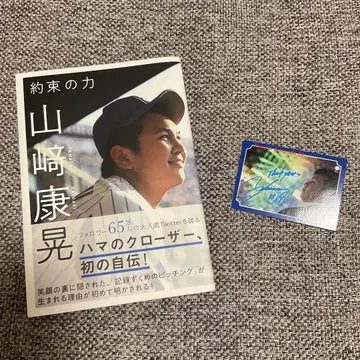 約束の力
山﨑康晃
フォロワー65万人の大人気Twitterを誇る
ハマのクローザー、
初の自伝!
笑顔の裏に隠された、「記録ずくめのピッチング」が
生まれる理由が初めて明かされる!
Thank you.